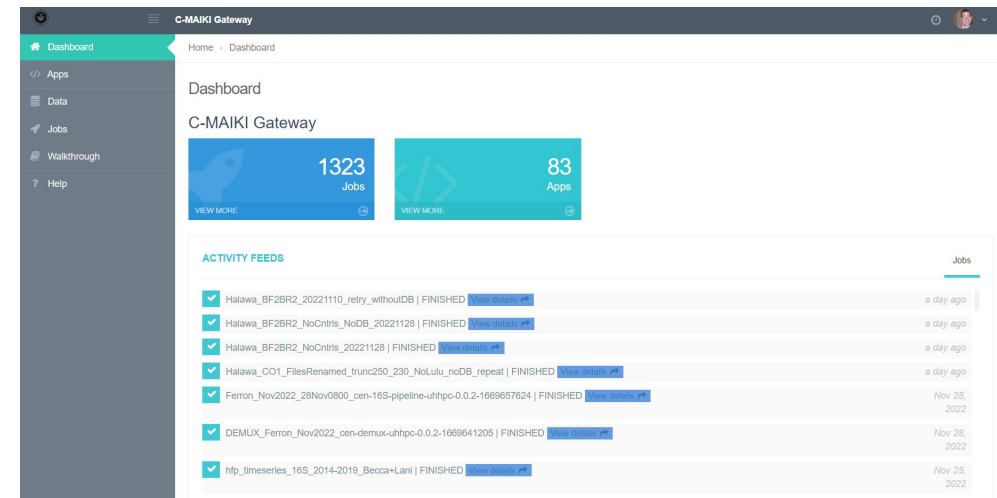 C-MAIKI Gateway
Dashboard
Apps
Data
Jobs
Walkthrough
? Help
Home Dashboard
Dashboard
C-MAIKI Gateway
1323
Jobs
VIEW MORE
83
Apps
VIEW MORE
ACTIVITY FEEDS
Jobs
Halawa_BF2BR2_20221110_retry_withoutDB | FINISHED View details a day ago
Halawa_BF2BR2_NoCntrls_NoDB_20221128 | FINISHED View details a day ago
Halawa_BF2BR2_NoCntrls_20221128 | FINISHED View details a day ago
Halawa_CO1_FilesRenamed_trunc250_230_NoLulu_noDB_repeat | FINISHED View details a day ago
Ferron_Nov2022_28Nov0800_cen-16S-pipeline-uhhpc-0.0.2-1669657624 | FINISHED View details Nov 28,
2022
DEMUX_Ferron_Nov2022_cen-demux-uhhpc-0.0.2-1669641205 | FINISHED View details Nov 28,
2022
hfp_timeseries_16S_2014-2019_Becca+Lani | FINISHED View details Nov 25,
2022